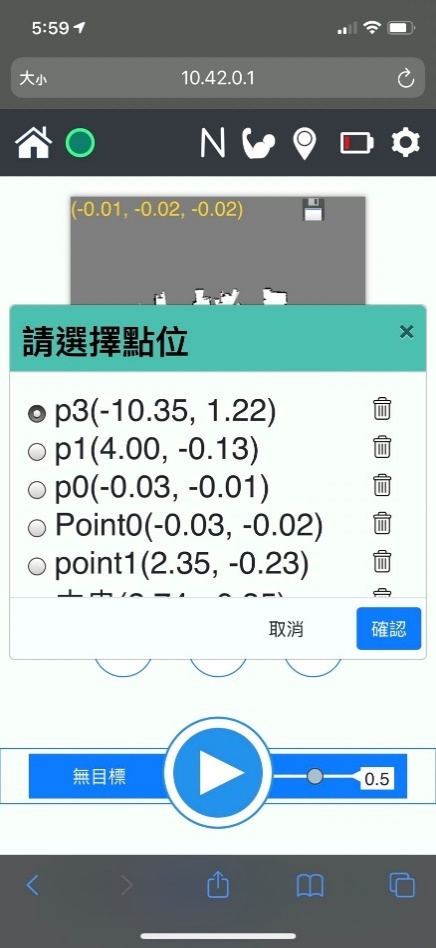 5:59
大小
10.42.0.1
N
(-0.01, -0.02, -0.02)
請選擇點位
×
p3(-10.35, 1.22)
p1(4.00, -0.13)
p0(-0.03, -0.01)
Point0(-0.03, -0.02)
point1(2.35, -0.23)
取消
確認
無目標
0.5